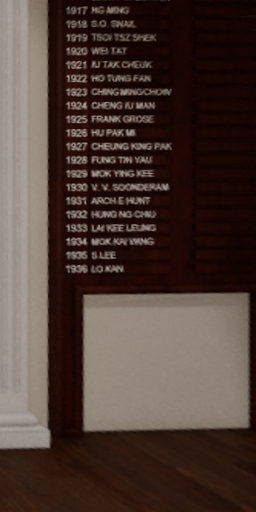 1917 NG MING
1918 S.O. SNAIL
1919 TSOI TSZ SHEK
1920 WEI TAT
1921 IU TAK CHEUK
1922 HO TUNG FAN
1923 CHING MING CHOW
1924 CHENG IU MAN
1925 FRANK GROSE
1926 HU PAK MI
1927 CHEUNG KING PAK
1928 FUNG TIN YAU
1929 MOK YING KEE
1930 V. V. SOONDERAM
1931 ARCH E HUNT
1932 HUNG NG CHIU
1933 LAI KEE LEUNG
1934 MOK KAI WING
1935 S LEE
1936 LO KAN